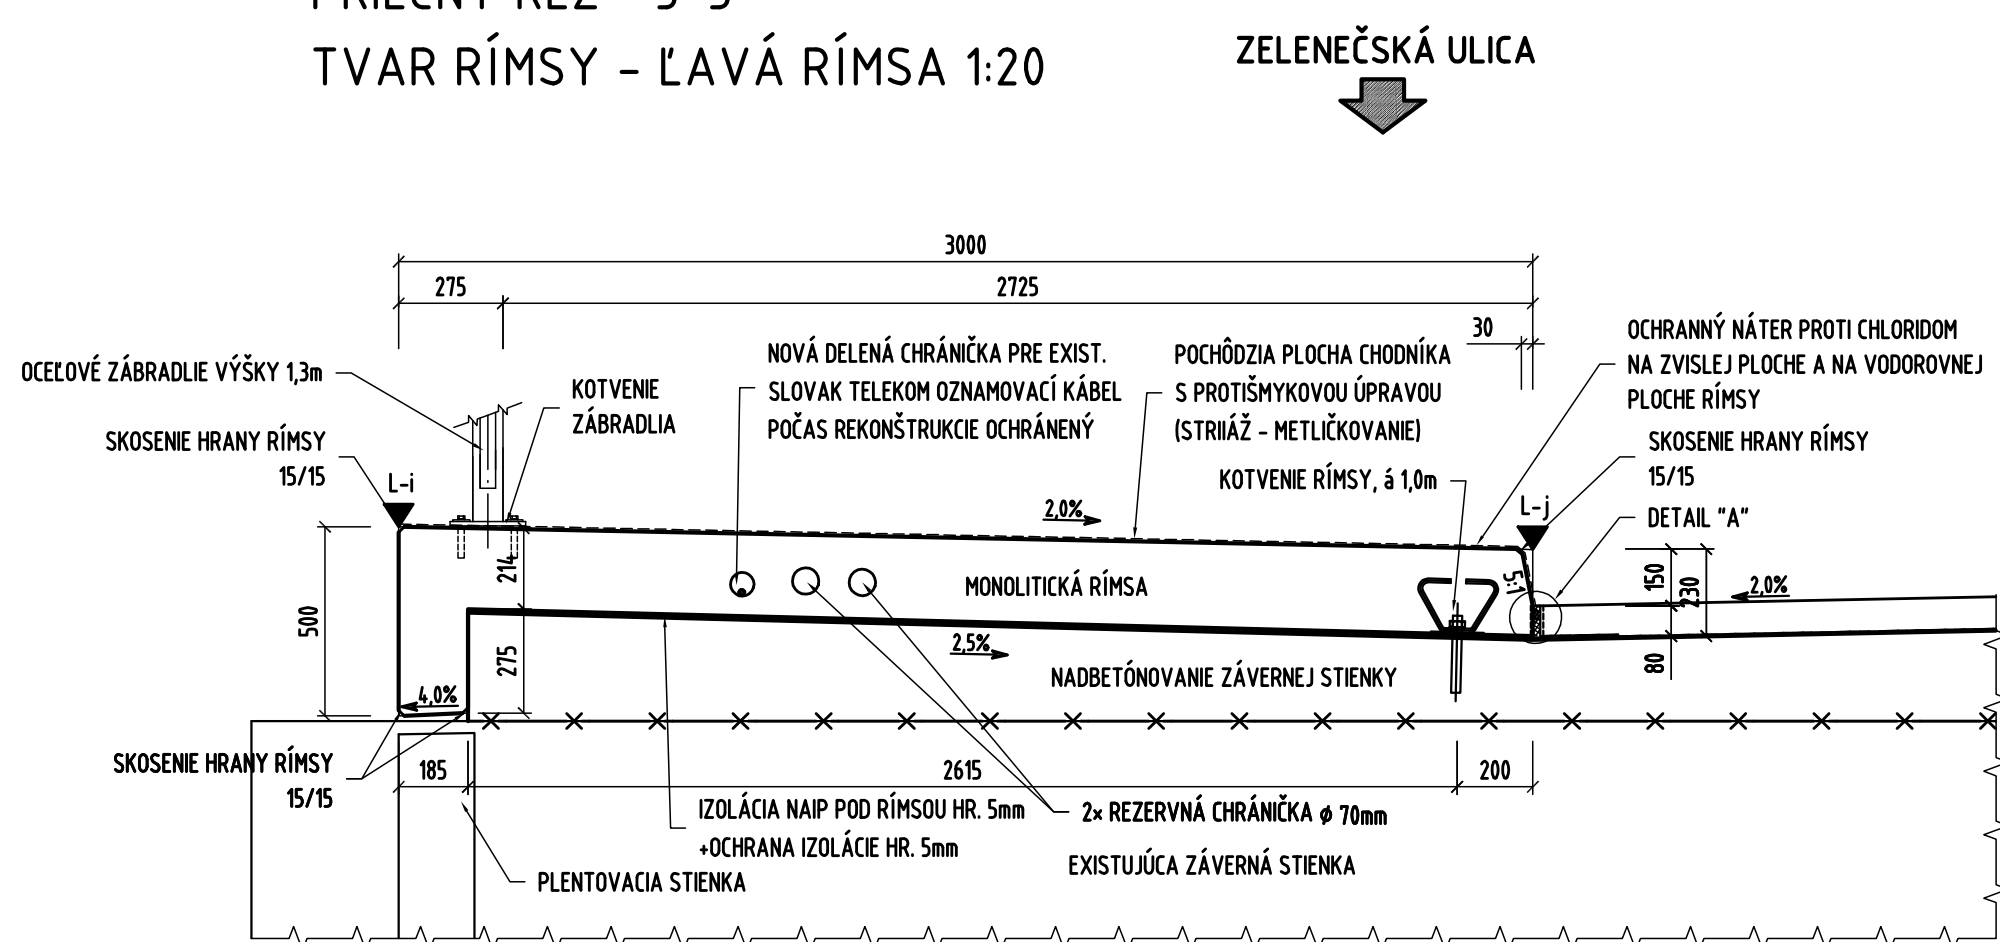 TVAR RÍMSY - ĽAVÁ RÍMSA 1:20
ZELENEČSKÁ ULICA
3000
275
2725
30
OCEĽOVÉ ZÁBRADLIE VÝŠKY 1,3m
KOTVENIE
ZÁBRADLIA
NOVÁ DELENÁ CHRÁNIČKA PRE EXIST.
SLOVAK TELEKOM OZNAMOVACÍ KÁBEL
POČAS REKONŠTRUKCIE OCHRÁNENÝ
POCHÔDZIA PLOCHA CHODNÍKA
S PROTIŠMYKOVOU ÚPRAVOU
(STRIIÁŽ - METLIČKOVANIE)
OCHRANNÝ NÁTER PROTI CHLORIDOM
NA ZVISLEJ PLOCHE A NA VODOROVNEJ
PLOCHE RÍMSY
SKOSENIE HRANY RÍMSY
15/15
KOTVENIE RÍMSY, á 1,0m
SKOSENIE HRANY RÍMSY
15/15
DETAIL "A"
L-i
L-j
2,0%
214
5:1
150
230
2,0%
MONOLITICKÁ RÍMSA
500
275
2,5%
80
NADBETÓNOVANIE ZÁVERNEJ STIENKY
4,0%
SKOSENIE HRANY RÍMSY
15/15
185
2615
200
IZOLÁCIA NAIP POD RÍMSOU HR. 5mm
+OCHRANA IZOLÁCIE HR. 5mm
2x REZERVNÁ CHRÁNIČKA ϕ 70mm
EXISTUJÚCA ZÁVERNÁ STIENKA
PLENTOVACIA STIENKA